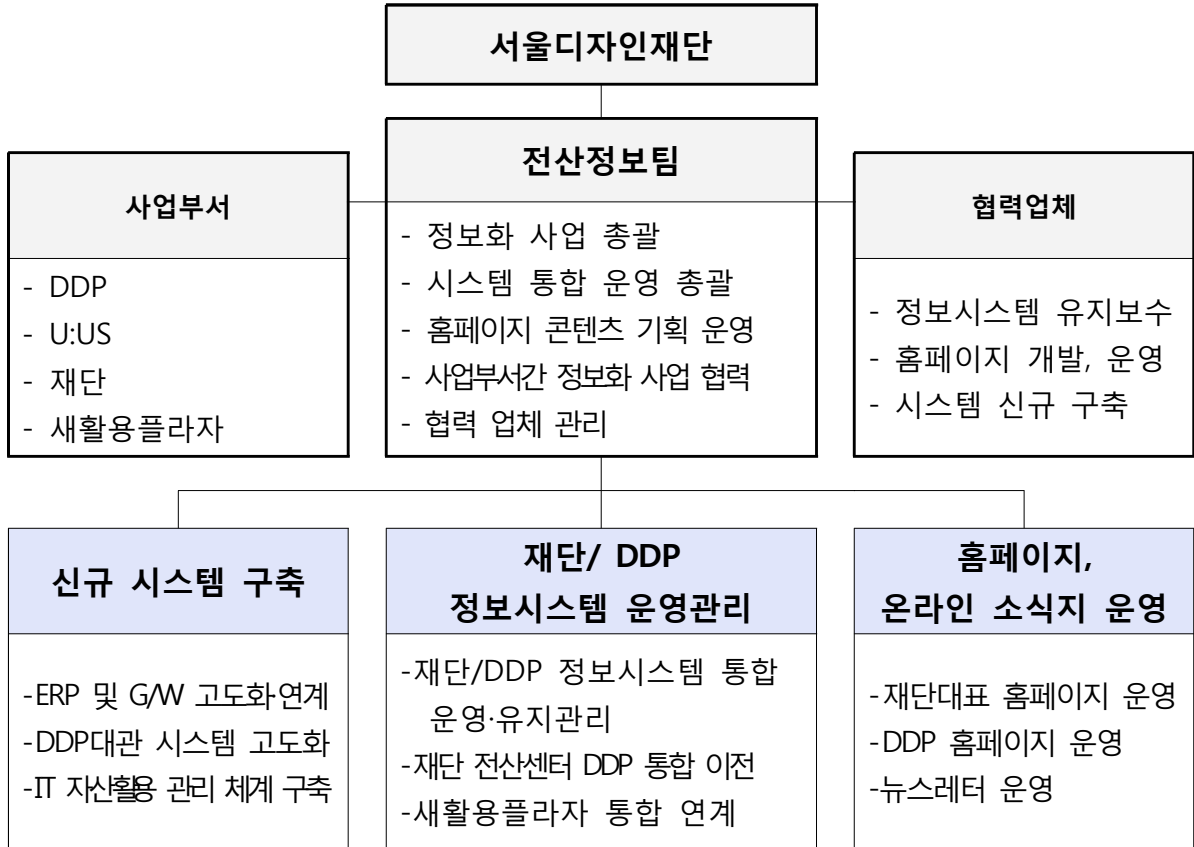 서울디자인재단
전산정보팀
- 정보화 사업 총괄
- 시스템 통합 운영 총괄
- 홈페이지 콘텐츠 기획 운영
- 사업부서간 정보화 사업 협력
- 협력 업체 관리
사업부서
- DDP
- U:US
- 재단
- 새활용플라자
협력업체
- 정보시스템 유지보수
- 홈페이지 개발, 운영
- 시스템 신규 구축
신규 시스템 구축
-ERP 및 G/W 고도화·연계
-DDP대관 시스템 고도화
-IT 자산활용 관리 체계 구축
재단/ DDP
정보시스템 운영관리
-재단/DDP 정보시스템 통합
운영·유지관리
-재단 전산센터 DDP 통합 이전
-새활용플라자 통합 연계
홈페이지,
온라인 소식지 운영
-재단대표 홈페이지 운영
-DDP 홈페이지 운영
-뉴스레터 운영